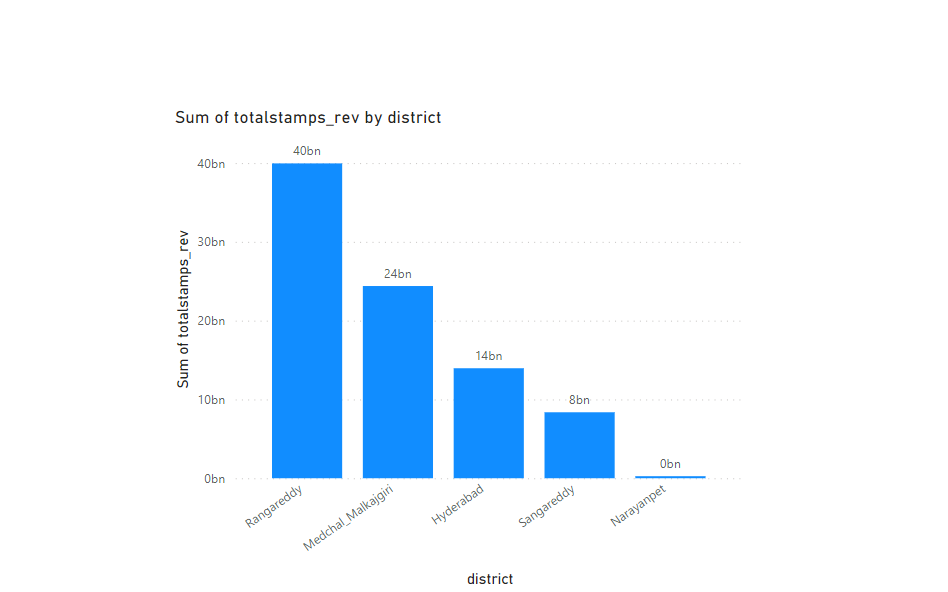 Sum of totalstamps_rev by district
Sum of totalstamps_rev
40bn
30bn
20bn
10bn
0bn
40bn
24bn
14bn
8bn
0bn
Rangareddy
Medchal_Malkajgiri
Hyderabad
Sangareddy
Narayanpet
district